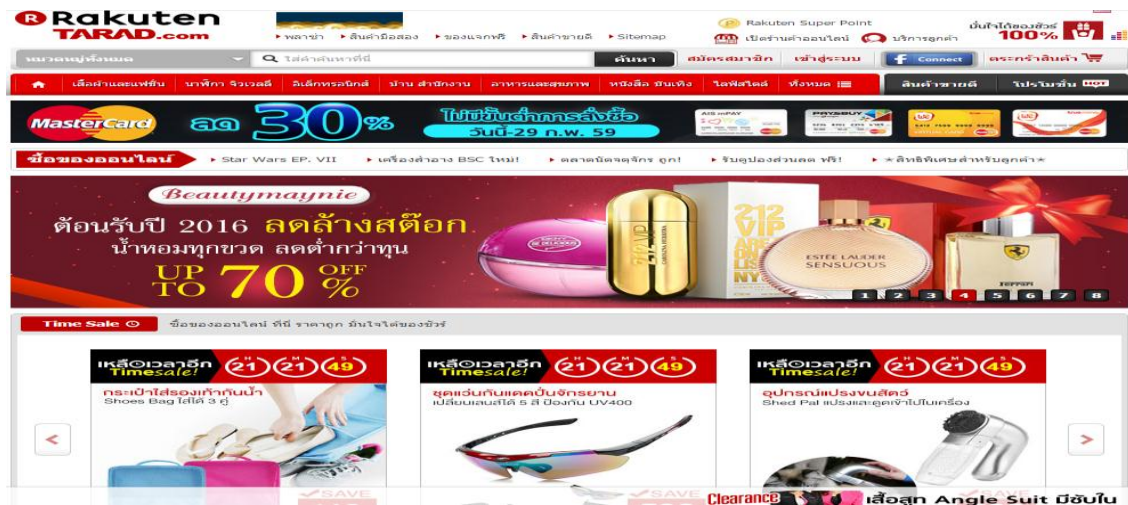 R Rakuten
TARAD.com
พลาซ่า สินค้ามือสอง ของแจกฟรี สินค้าขายดี Sitemap
Rakuten Super Point
เปิดร้านค้าออนไลน์ บริการลูกค้า
มั่นใจได้ของชัวร์
100%
หมวดหมู่ทั้งหมด ใส่คำค้นหาที่นี่ ค้นหา สมัครสมาชิก เข้าสู่ระบบ f Connect ตระกร้าสินค้า
เสื้อผ้าและแฟชั่น นาฬิกา จิวเวลลี่ อิเล็กทรอนิกส์ บ้าน สำนักงาน อาหารและสุขภาพ หนังสือ บันเทิง ไลฟ์สไตล์ ทั้งหมด สินค้าขายดี โปรโมชั่น HOT
MasterCard ลด 30% ไม่มีขั้นต่ำการสั่งซื้อ
วันนี้-29 ก.พ. 59
AIS mPAY PAYSBUY
ซื้อของออนไลน์ Star Wars EP. VII เครื่องสำอาง BSC ใหม่! ตลาดนัดจตุจักร ถูก! รับคูปองส่วนลด ฟรี! ★สิทธิพิเศษสำหรับลูกค้า★
Beautymaynie
ต้อนรับปี 2016 ลดล้างสต๊อก
น้ำหอมทุกขวด ลดต่ำกว่าทุน
UP TO 70% OFF
212 VIP
CAROLINA HERRERA
212 VIP
ARE
NY
ESTĒE LAUDER
SENSUOUS
Ferrari
1 2 3 4 5 6 7 8
Time Sale ซื้อของออนไลน์ ที่นี่ ราคาถูก มั่นใจได้ของชัวร์
เหลือเวลาอีก Timesale! H 21 M 21 S 49
กระเป๋าใส่รองเท้ากันน้ำ
Shoes Bag ใส่ได้ 3 คู่
SAVE
เหลือเวลาอีก Timesale! H 21 M 21 S 49
ชุดแว่นกันแดดปั่นจักรยาน
เปลี่ยนเลนส์ได้ 5 สี ป้องกัน UV400
SAVE
เหลือเวลาอีก Timesale! H 21 M 21 S 49
อุปกรณ์แปรงขนสัตว์
Shed Pal แปรงและดูดเข้าไปในเครื่อง
SAVE
Clearance เสื้อสูท Angle Suit มีซับใน